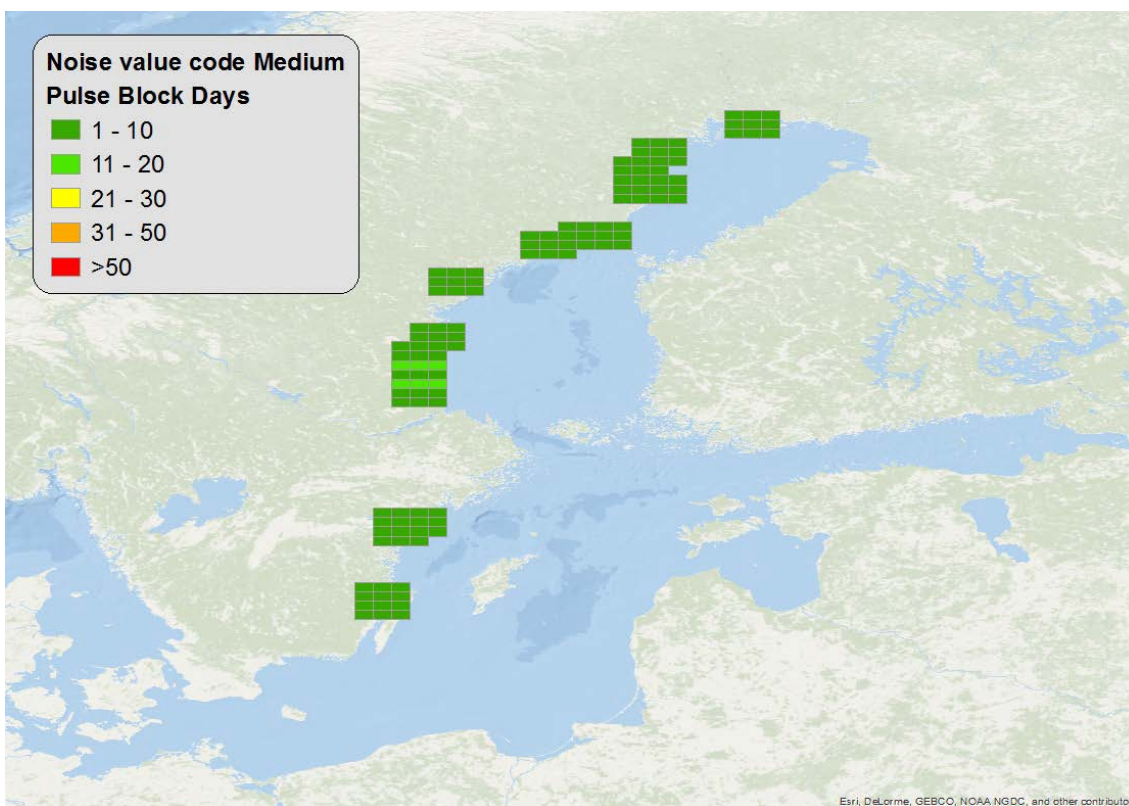 Noise value code Medium
Pulse Block Days
1 - 10
11 - 20
21 - 30
31 - 50
>50
Esri, DeLorme, GEBCO, NOAA NGDC, and other contributo